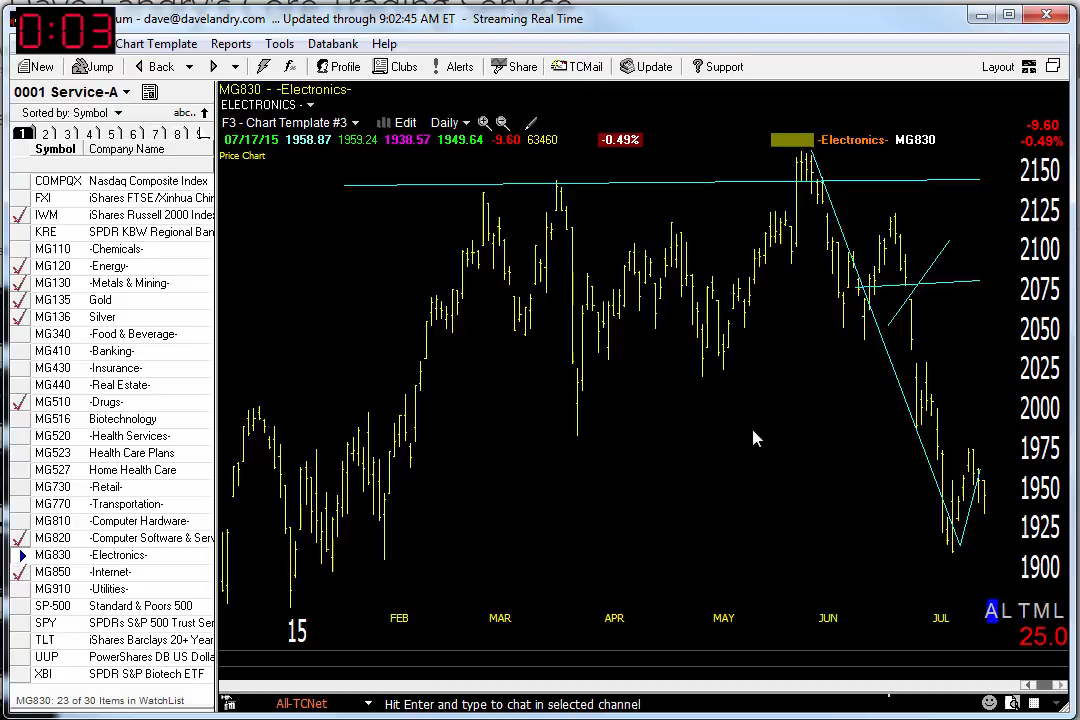 um - dave@davelandry.com ... Updated through 9:02:45 AM ET - Streaming Real Time
0:03
Chart Template Reports Tools Databank Help
New Jump Back Profile Clubs Alerts Share TCMail Update Support Layout
0001 Service-A
Sorted by: Symbol abc..
1 2 3 4 5 6 7 8
Symbol Company Name
COMPQX Nasdaq Composite Index
FXI iShares FTSE/Xinhua Chir
IWM iShares Russell 2000 Index
KRE SPDR KBW Regional Ban
MG110 -Chemicals-
MG120 -Energy-
MG130 -Metals & Mining-
MG135 Gold
MG136 Silver
MG340 -Food & Beverage-
MG410 -Banking-
MG430 -Insurance-
MG440 -Real Estate-
MG510 -Drugs-
MG516 Biotechnology
MG520 -Health Services-
MG523 Health Care Plans
MG527 Home Health Care
MG730 -Retail-
MG770 -Transportation-
MG810 -Computer Hardware-
MG820 -Computer Software & Serv
MG830 -Electronics-
MG850 -Internet-
MG910 -Utilities-
SP-500 Standard & Poors 500
SPY SPDRs S&P 500 Trust Ser
TLT iShares Barclays 20+ Year
UUP PowerShares DB US Dolla
XBI SPDR S&P Biotech ETF
MG830: 23 of 30 Items in WatchList
MG830 - -Electronics-
ELECTRONICS -
F3 - Chart Template #3 Edit Daily
07/17/15 1958.87 1959.24 1938.57 1949.64 -9.60 63460 -0.49% -Electronics- MG830
-9.60
-0.49%
Price Chart
2150
2125
2100
2075
2050
2025
2000
1975
1950
1925
1900
A L T M L
15 FEB MAR APR MAY JUN JUL
25.0
All-TCNet Hit Enter and type to chat in selected channel